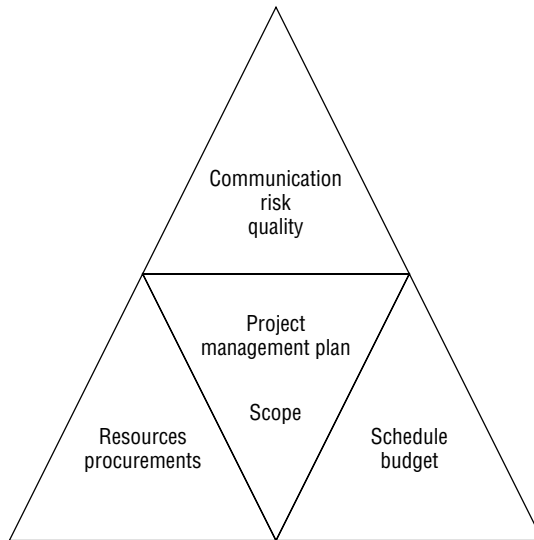 Communication
risk
quality
Project
management plan
Scope
Resources
procurements
Schedule
budget